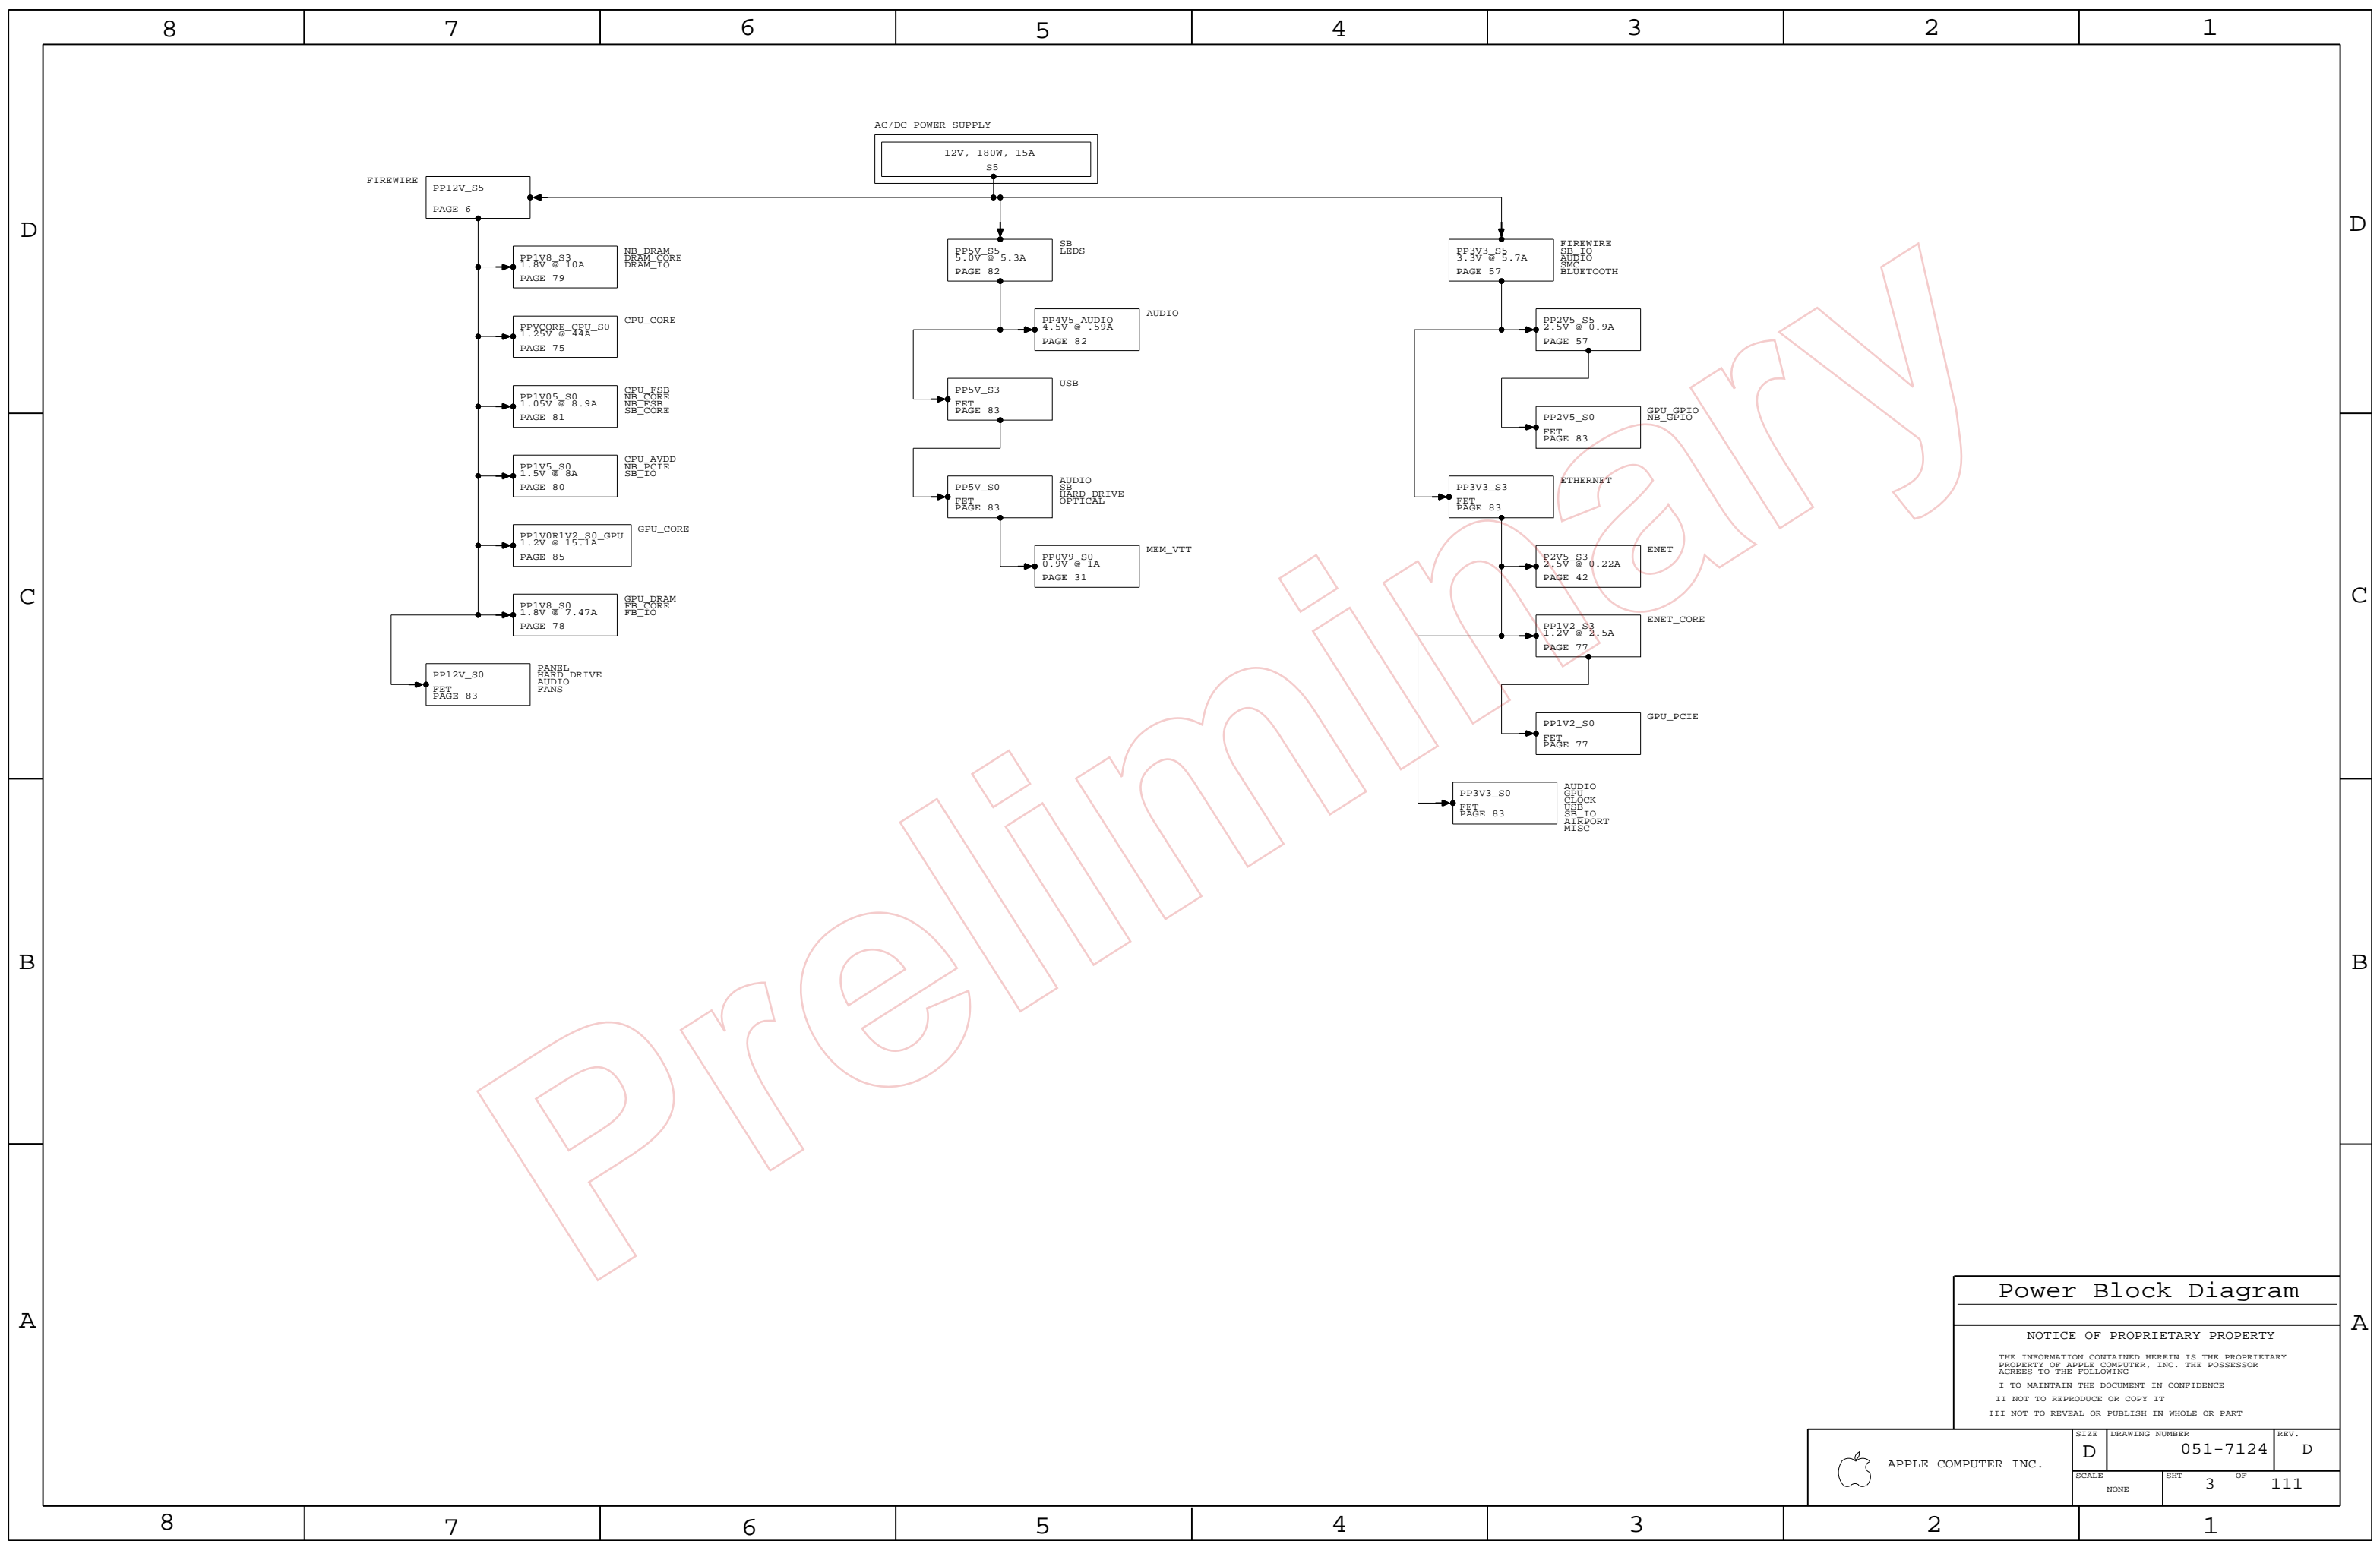 8 7 6 5 4 3 2 1
AC/DC POWER SUPPLY
12V, 180W, 15A
S5
FIREWIRE
PP12V_S5
PAGE 6
PP1V8_S3
1.8V @ 10A
PAGE 79
NB_DRAM
DRAM_CORE
DRAM_IO
PPVCORE_CPU_S0
1.25V @ 44A
PAGE 75
CPU_CORE
PP1V05_S0
1.05V @ 8.9A
PAGE 81
CPU_FSB
NB_CORE
NB_FSB
SB_CORE
PP1V5_S0
1.5V @ 8A
PAGE 80
CPU_AVDD
NB_PCIE
SB_IO
PP1V0R1V2_S0_GPU
1.2V @ 15.1A
PAGE 85
GPU_CORE
PP1V8_S0
1.8V @ 7.47A
PAGE 78
GPU_DRAM
FB_CORE
FB_IO
PP12V_S0
FET
PAGE 83
PANEL
HARD DRIVE
AUDIO
FANS
PP5V_S5
5.0V @ 5.3A
PAGE 82
SB
LEDS
PP4V5_AUDIO
4.5V @ .59A
PAGE 82
AUDIO
PP5V_S3
FET
PAGE 83
USB
PP5V_S0
FET
PAGE 83
AUDIO
SB
HARD DRIVE
OPTICAL
PP0V9_S0
0.9V @ 1A
PAGE 31
MEM_VTT
PP3V3_S5
3.3V @ 5.7A
PAGE 57
FIREWIRE
SB_IO
AUDIO
SMC
BLUETOOTH
PP2V5_S5
2.5V @ 0.9A
PAGE 57
PP2V5_S0
FET
PAGE 83
GPU_GPIO
NB_GPIO
PP3V3_S3
FET
PAGE 83
ETHERNET
P2V5_S3
2.5V @ 0.22A
PAGE 42
ENET
PP1V2_S3
1.2V @ 2.5A
PAGE 77
ENET_CORE
PP1V2_S0
FET
PAGE 77
GPU_PCIE
PP3V3_S0
FET
PAGE 83
AUDIO
GPU
CLOCK
USB
SB_IO
AIRPORT
MISC
Preliminary
D D
C C
B B
A A
Power Block Diagram
NOTICE OF PROPRIETARY PROPERTY
THE INFORMATION CONTAINED HEREIN IS THE PROPRIETARY
PROPERTY OF APPLE COMPUTER, INC. THE POSSESSOR
AGREES TO THE FOLLOWING
I TO MAINTAIN THE DOCUMENT IN CONFIDENCE
II NOT TO REPRODUCE OR COPY IT
III NOT TO REVEAL OR PUBLISH IN WHOLE OR PART
APPLE COMPUTER INC.
SIZE
D
DRAWING NUMBER
051-7124
REV.
D
SCALE
NONE
SHT
3
OF
111
8 7 6 5 4 3 2 1